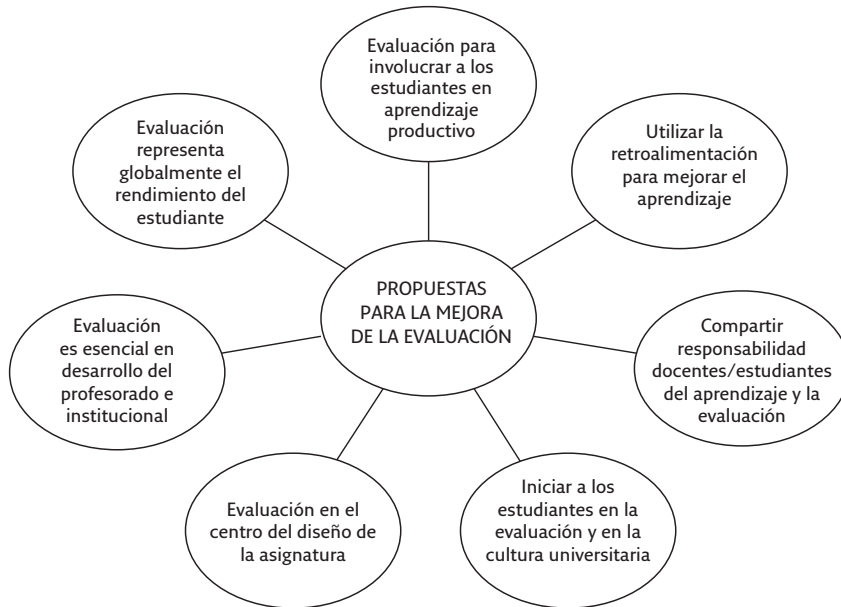 Evaluación para
involucrar a los
estudiantes en
aprendizaje
productivo
Utilizar la
retroalimentación
para mejorar el
aprendizaje
Compartir
responsabilidad
docentes/estudiantes
del aprendizaje y la
evaluación
Iniciar a los
estudiantes en la
evaluación y en la
cultura universitaria
Evaluación en el
centro del diseño de
la asignatura
Evaluación
es esencial en
desarrollo del
profesorado e
institucional
Evaluación
representa
globalmente el
rendimiento del
estudiante
PROPUESTAS
PARA LA MEJORA
DE LA EVALUACIÓN